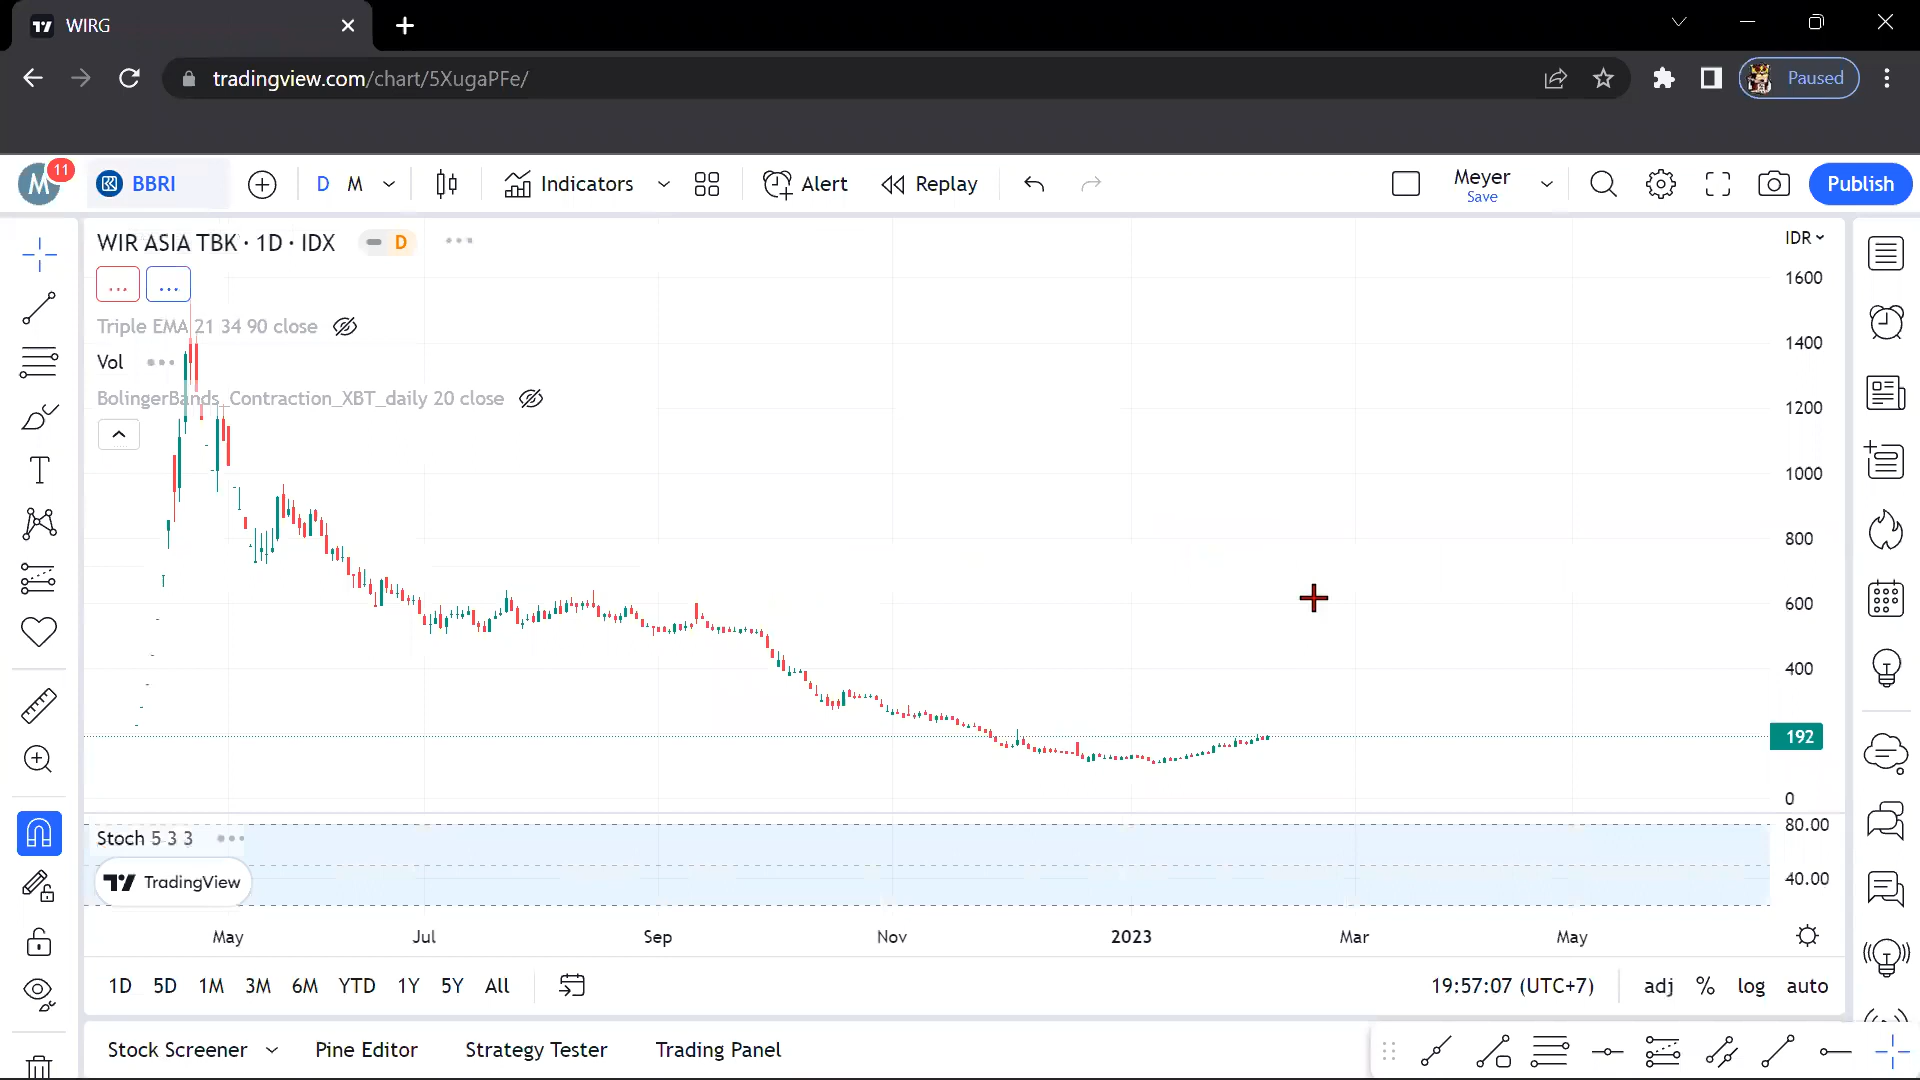 WIRG
tradingview.com/chart/5XugaPFe/
Paused
M
11
BBRI
D M
Indicators
Alert
Replay
Meyer
Save
Publish
WIR ASIA TBK · 1D · IDX
D
IDR
Triple EMA 21 34 90 close
Vol
BolingerBands_Contraction_XBT_daily 20 close
1600
1400
1200
1000
800
600
400
192
0
Stoch 5 3 3
80.00
40.00
TradingView
May Jul Sep Nov 2023 Mar May
1D 5D 1M 3M 6M YTD 1Y 5Y All
19:57:07 (UTC+7)
adj % log auto
Stock Screener Pine Editor Strategy Tester Trading Panel